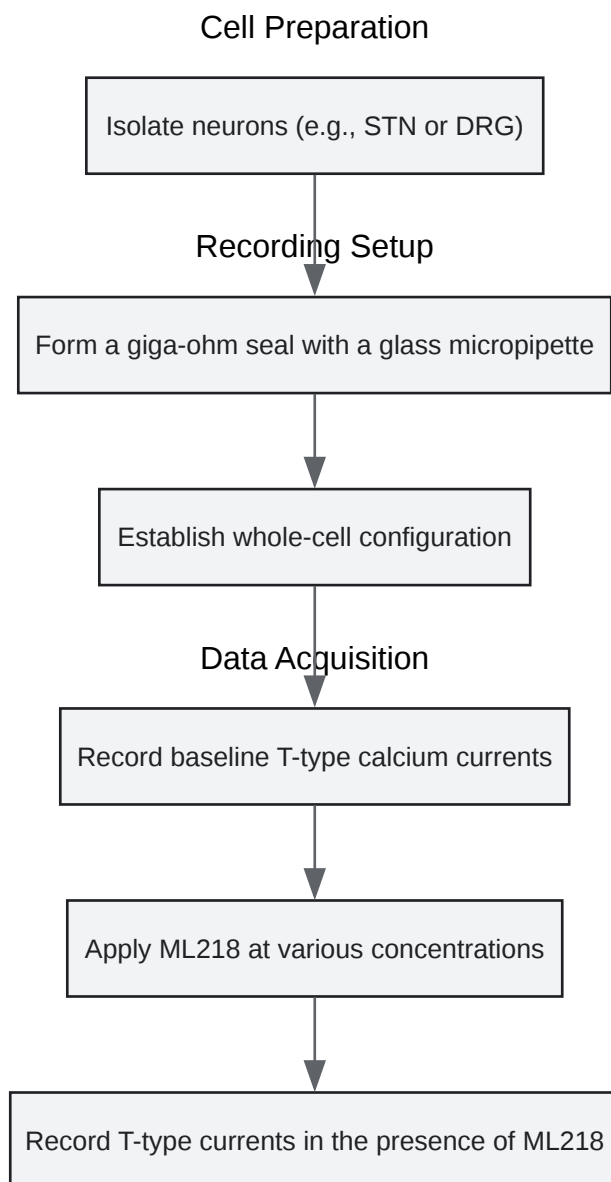 Cell Preparation
Isolate neurons (e.g., STN or DRG)
Recording Setup
Form a giga-ohm seal with a glass micropipette
Establish whole-cell configuration
Data Acquisition
Record baseline T-type calcium currents
Apply ML218 at various concentrations
Record T-type currents in the presence of ML218